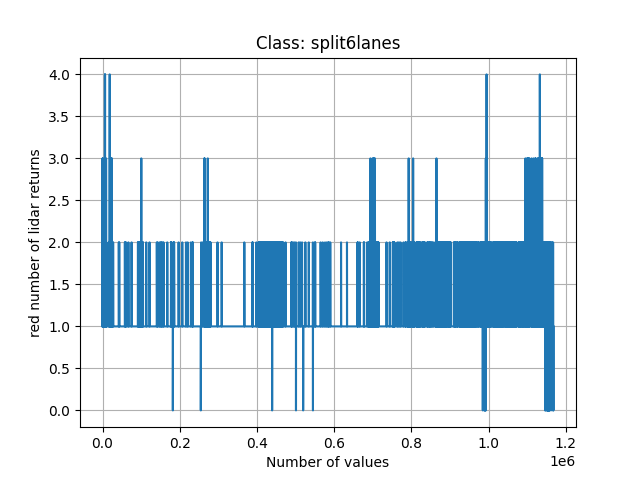 Class: split6lanes
red number of lidar returns
4.0
3.5
3.0
2.5
2.0
1.5
1.0
0.5
0.0
0.0 0.2 0.4 0.6 0.8 1.0 1.2
1e6
Number of values